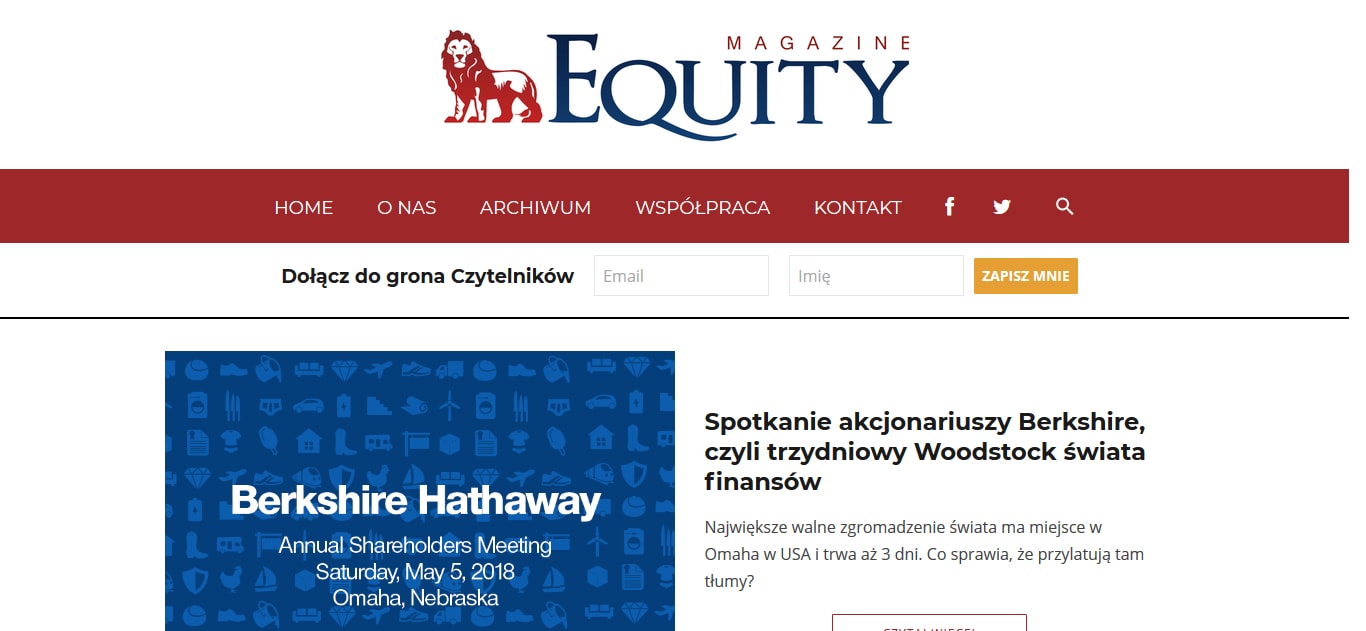 MAGAZINE
EQUITY
HOME O NAS ARCHIWUM WSPÓŁPRACA KONTAKT
Dołącz do grona Czytelników Email Imię ZAPISZ MNIE
Berkshire Hathaway
Annual Shareholders Meeting
Saturday, May 5, 2018
Omaha, Nebraska
Spotkanie akcjonariuszy Berkshire,
czyli trzydniowy Woodstock świata
finansów
Największe walne zgromadzenie świata ma miejsce w
Omaha w USA i trwa aż 3 dni. Co sprawia, że przylatują tam
tłumy?